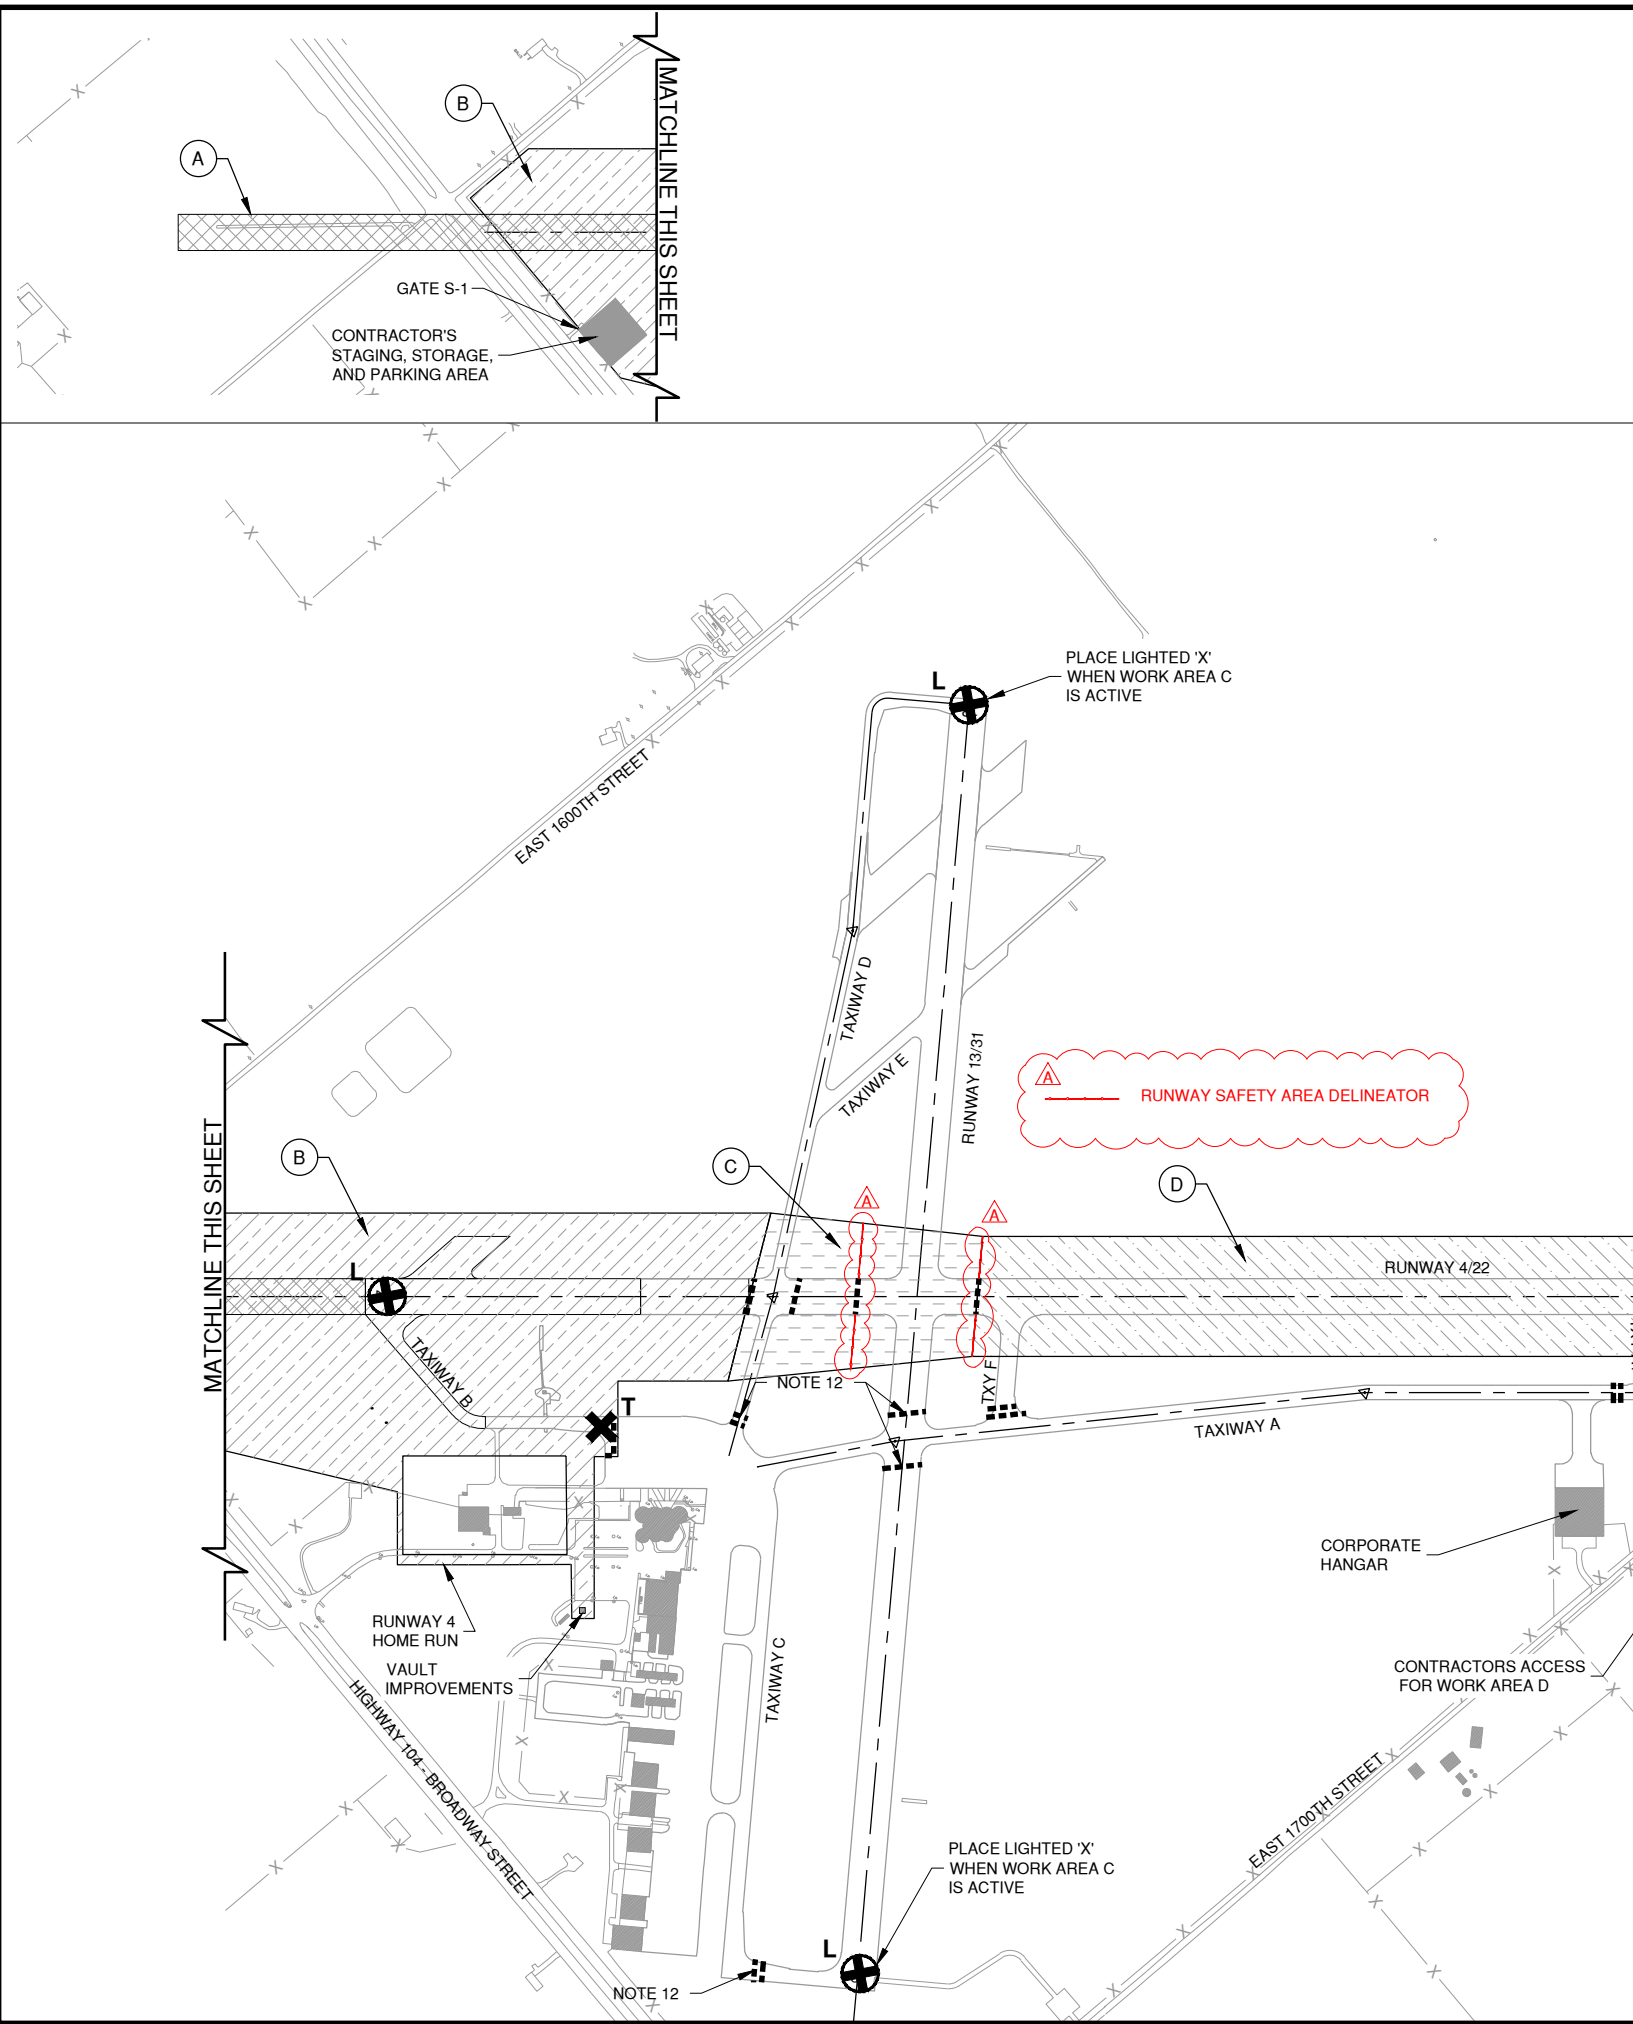 B
A
MATCHLINE THIS SHEET
GATE S-1
CONTRACTOR'S
STAGING, STORAGE,
AND PARKING AREA
L
PLACE LIGHTED 'X'
WHEN WORK AREA C
IS ACTIVE
EAST 1600TH STREET
TAXIWAY D
TAXIWAY E
RUNWAY 13/31
A
RUNWAY SAFETY AREA DELINEATOR
MATCHLINE THIS SHEET
B
C
D
A
A
L
RUNWAY 4/22
TAXIWAY B
T
NOTE 12
TXY F
TAXIWAY A
CORPORATE
HANGAR
RUNWAY 4
HOME RUN
VAULT
IMPROVEMENTS
TAXIWAY C
CONTRACTORS ACCESS
FOR WORK AREA D
HIGHWAY 104 - BROADWAY STREET
EAST 1700TH STREET
PLACE LIGHTED 'X'
WHEN WORK AREA C
IS ACTIVE
L
NOTE 12